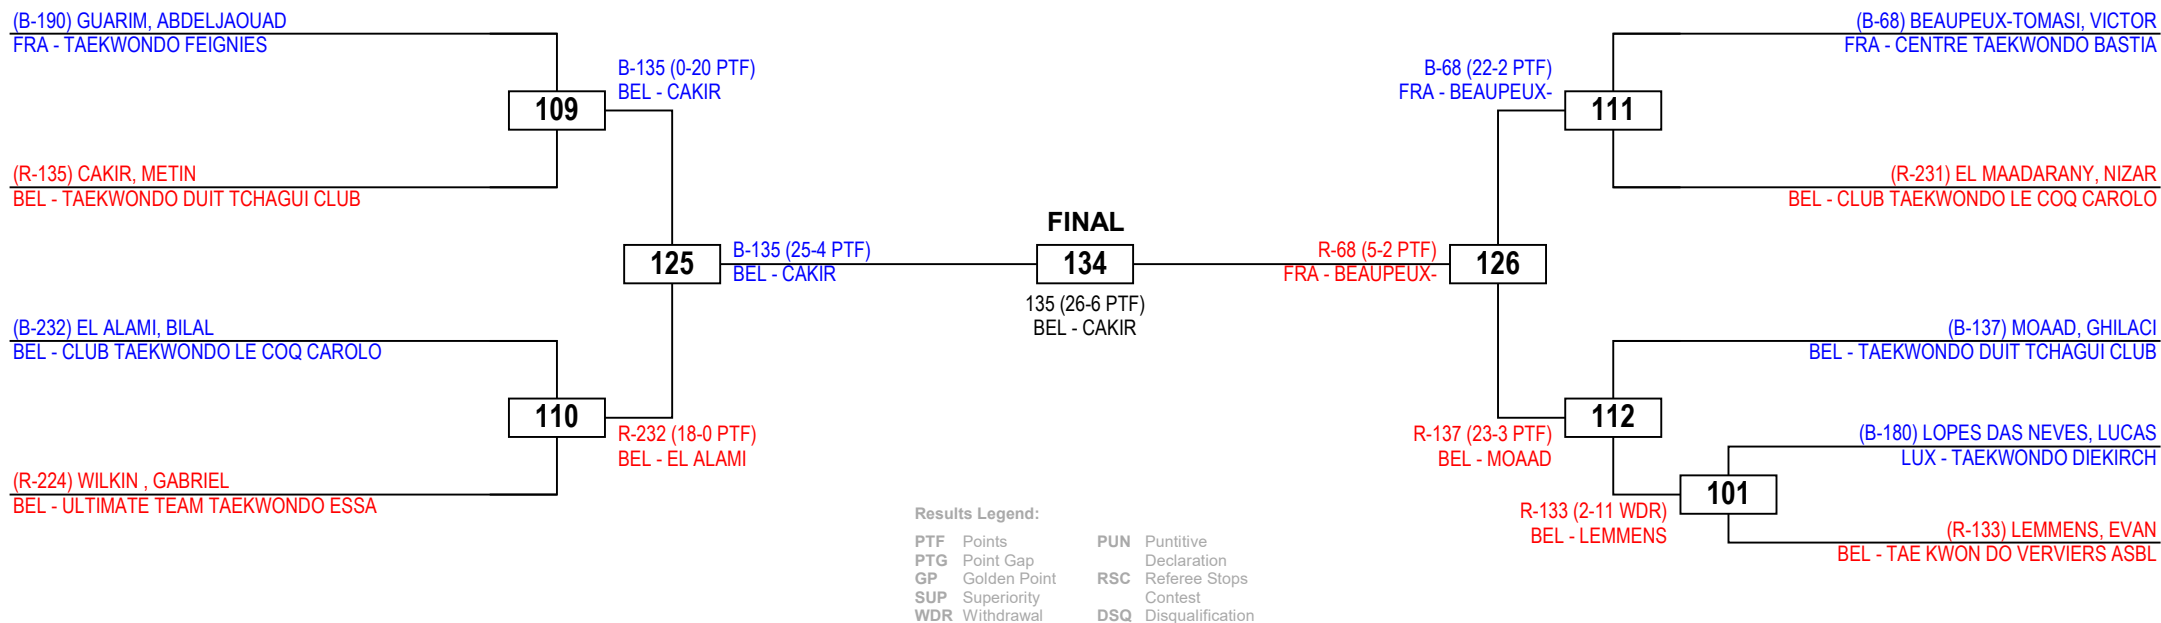 (B-190) GUARIM, ABDELJAOUAD
FRA - TAEKWONDO FEIGNIES
B-135 (0-20 PTF)
BEL - CAKIR
109
(R-135) CAKIR, METIN
BEL - TAEKWONDO DUIT TCHAGUI CLUB
125
B-135 (25-4 PTF)
BEL - CAKIR
(B-232) EL ALAMI, BILAL
BEL - CLUB TAEKWONDO LE COQ CAROLO
110
R-232 (18-0 PTF)
BEL - EL ALAMI
(R-224) WILKIN , GABRIEL
BEL - ULTIMATE TEAM TAEKWONDO ESSA
FINAL
134
135 (26-6 PTF)
BEL - CAKIR
(B-68) BEAUPEUX-TOMASI, VICTOR
FRA - CENTRE TAEKWONDO BASTIA
B-68 (22-2 PTF)
FRA - BEAUPEUX-
111
(R-231) EL MAADARANY, NIZAR
BEL - CLUB TAEKWONDO LE COQ CAROLO
R-68 (5-2 PTF)
FRA - BEAUPEUX-
126
(B-137) MOAAD, GHILACI
BEL - TAEKWONDO DUIT TCHAGUI CLUB
112
R-137 (23-3 PTF)
BEL - MOAAD
(B-180) LOPES DAS NEVES, LUCAS
LUX - TAEKWONDO DIEKIRCH
101
R-133 (2-11 WDR)
BEL - LEMMENS
(R-133) LEMMENS, EVAN
BEL - TAE KWON DO VERVIERS ASBL
Results Legend:
PTF Points
PTG Point Gap
GP Golden Point
SUP Superiority
WDR Withdrawal
PUN Puntitive
Declaration
RSC Referee Stops
Contest
DSQ Disqualification